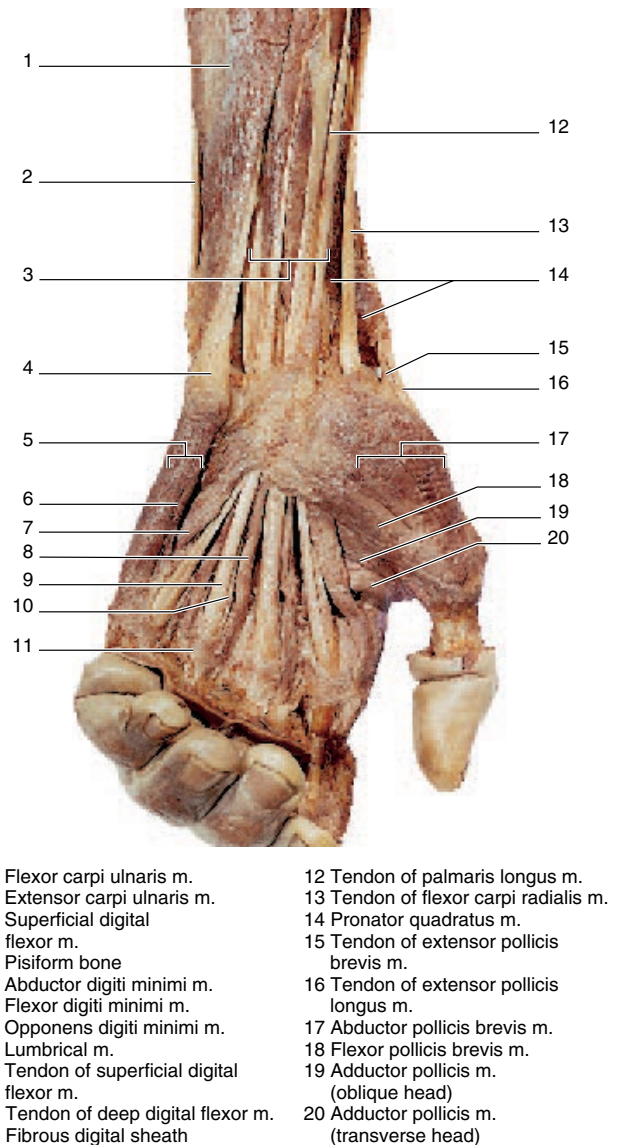 1
2
3
4
5
6
7
8
9
10
11
12
13
14
15
16
17
18
19
20
Flexor carpi ulnaris m.
Extensor carpi ulnaris m.
Superficial digital
flexor m.
Pisiform bone
Abductor digiti minimi m.
Flexor digiti minimi m.
Opponens digiti minimi m.
Lumbrical m.
Tendon of superficial digital
flexor m.
Tendon of deep digital flexor m.
Fibrous digital sheath
12 Tendon of palmaris longus m.
13 Tendon of flexor carpi radialis m.
14 Pronator quadratus m.
15 Tendon of extensor pollicis
brevis m.
16 Tendon of extensor pollicis
longus m.
17 Abductor pollicis brevis m.
18 Flexor pollicis brevis m.
19 Adductor pollicis m.
(oblique head)
20 Adductor pollicis m.
(transverse head)